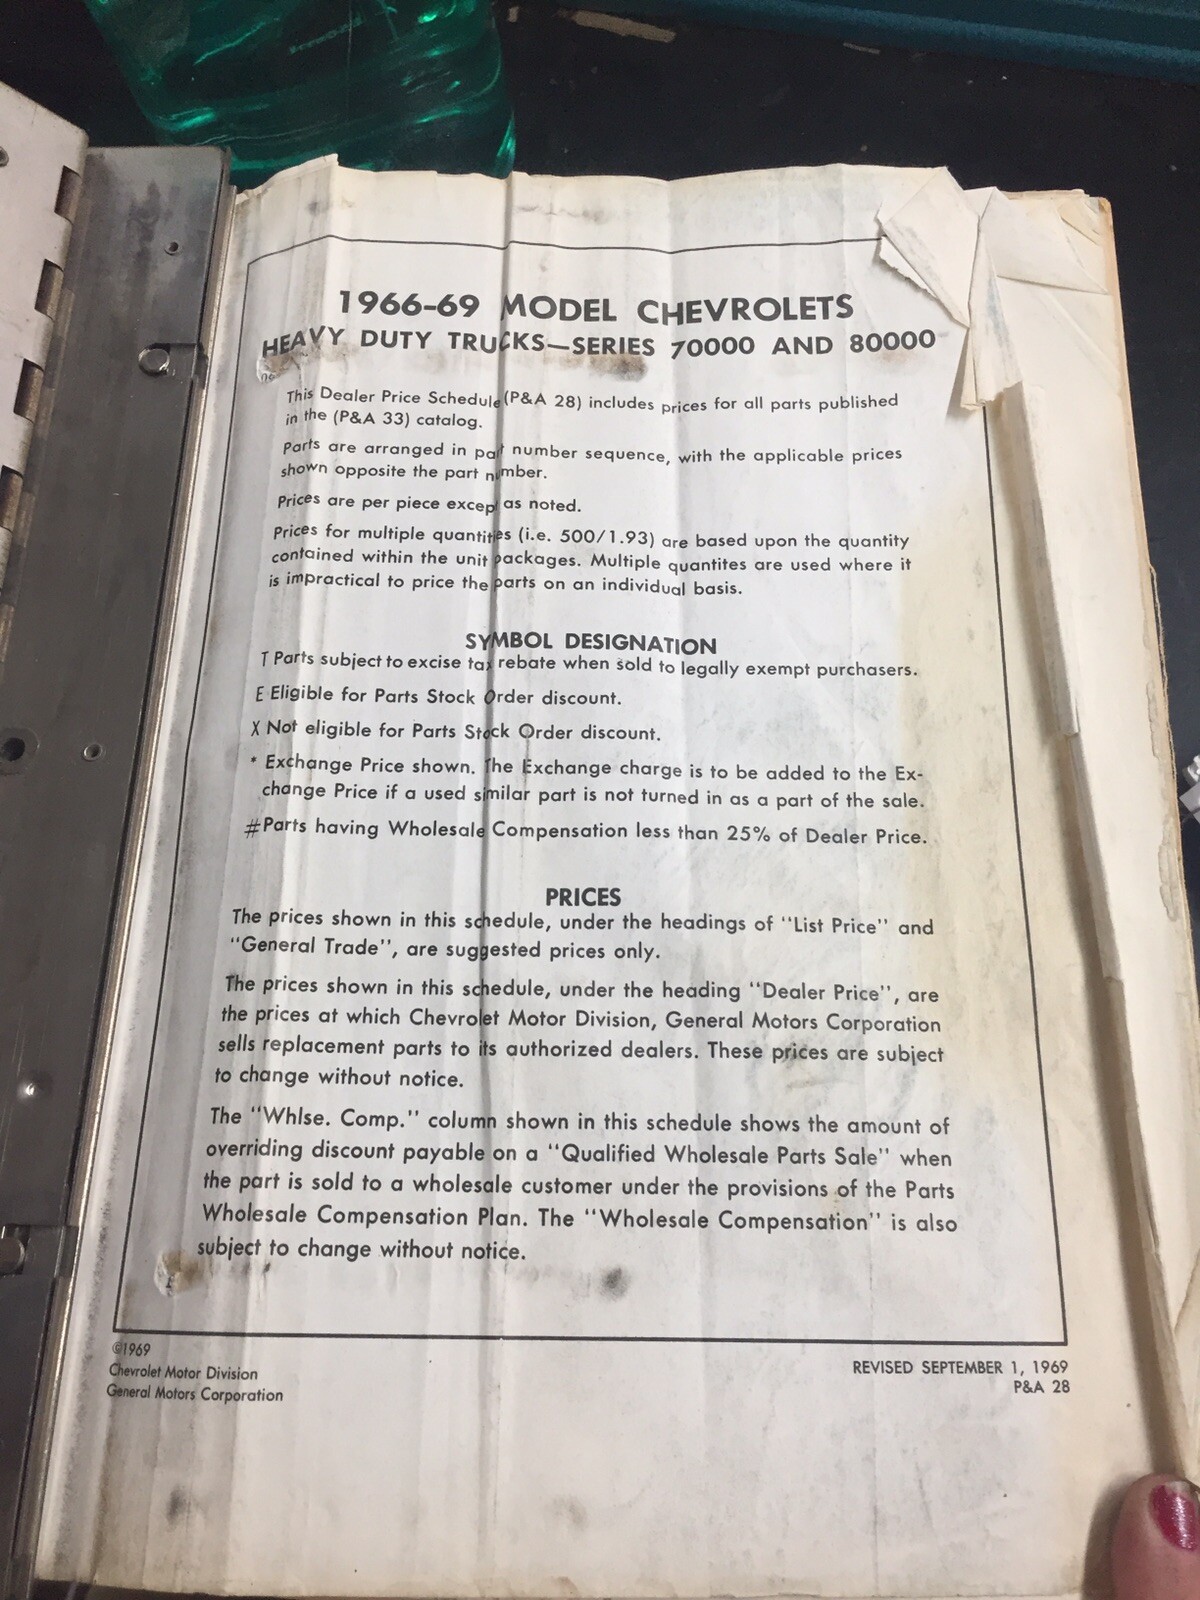 1966-69 MODEL CHEVROLETS
HEAVY DUTY TRUCKS—SERIES 70000 AND 80000
This Dealer Price Schedule (P&A 28) includes prices for all parts published
in the (P&A 33) catalog.
Parts are arranged in part number sequence, with the applicable prices
shown opposite the part number.
Prices are per piece except as noted.
Prices for multiple quantities (i.e. 500/1.93) are based upon the quantity
contained within the unit packages. Multiple quantites are used where it
is impractical to price the parts on an individual basis.
SYMBOL DESIGNATION
T Parts subject to excise tax rebate when sold to legally exempt purchasers.
E Eligible for Parts Stock Order discount.
X Not eligible for Parts Stock Order discount.
* Exchange Price shown. The Exchange charge is to be added to the Ex-
change Price if a used similar part is not turned in as a part of the sale.
# Parts having Wholesale Compensation less than 25% of Dealer Price.
PRICES
The prices shown in this schedule, under the headings of "List Price" and
"General Trade", are suggested prices only.
The prices shown in this schedule, under the heading "Dealer Price", are
the prices at which Chevrolet Motor Division, General Motors Corporation
sells replacement parts to its authorized dealers. These prices are subject
to change without notice.
The "Whlse. Comp." column shown in this schedule shows the amount of
overriding discount payable on a "Qualified Wholesale Parts Sale" when
the part is sold to a wholesale customer under the provisions of the Parts
Wholesale Compensation Plan. The "Wholesale Compensation" is also
subject to change without notice.
©1969
Chevrolet Motor Division
General Motors Corporation
REVISED SEPTEMBER 1, 1969
P&A 28